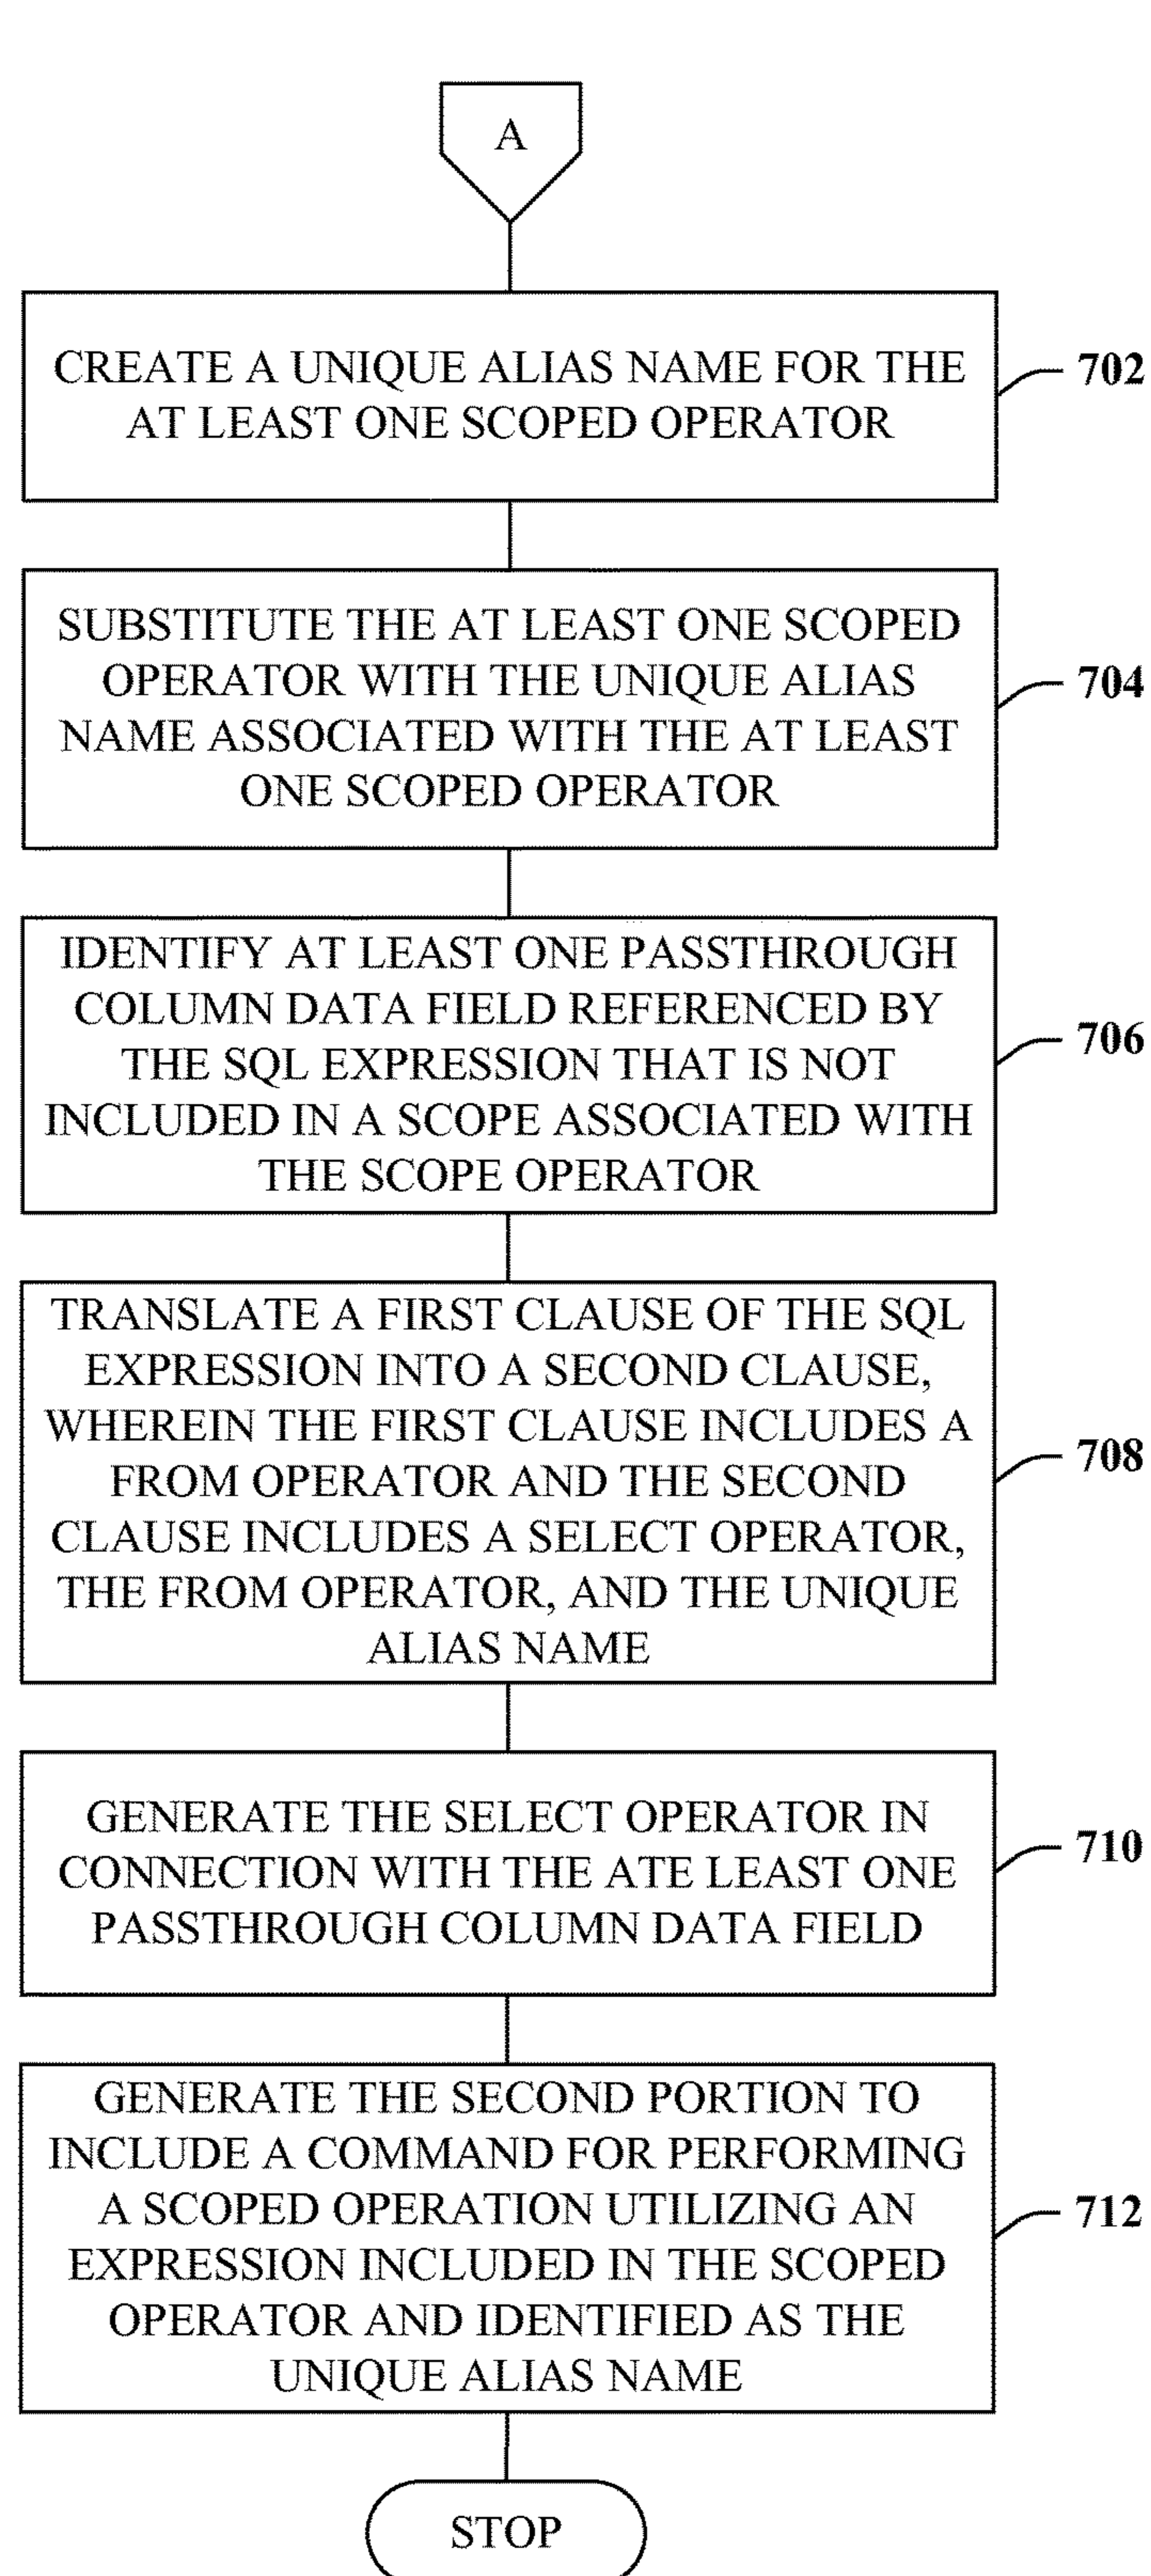 A
CREATE A UNIQUE ALIAS NAME FOR THE
AT LEAST ONE SCOPED OPERATOR
702
SUBSTITUTE THE AT LEAST ONE SCOPED
OPERATOR WITH THE UNIQUE ALIAS
NAME ASSOCIATED WITH THE AT LEAST
ONE SCOPED OPERATOR
704
IDENTIFY AT LEAST ONE PASSTHROUGH
COLUMN DATA FIELD REFERENCED BY
THE SQL EXPRESSION THAT IS NOT
INCLUDED IN A SCOPE ASSOCIATED WITH
THE SCOPE OPERATOR
706
TRANSLATE A FIRST CLAUSE OF THE SQL
EXPRESSION INTO A SECOND CLAUSE,
WHEREIN THE FIRST CLAUSE INCLUDES A
FROM OPERATOR AND THE SECOND
CLAUSE INCLUDES A SELECT OPERATOR,
THE FROM OPERATOR, AND THE UNIQUE
ALIAS NAME
708
GENERATE THE SELECT OPERATOR IN
CONNECTION WITH THE ATE LEAST ONE
PASSTHROUGH COLUMN DATA FIELD
710
GENERATE THE SECOND PORTION TO
INCLUDE A COMMAND FOR PERFORMING
A SCOPED OPERATION UTILIZING AN
EXPRESSION INCLUDED IN THE SCOPED
OPERATOR AND IDENTIFIED AS THE
UNIQUE ALIAS NAME
712
STOP